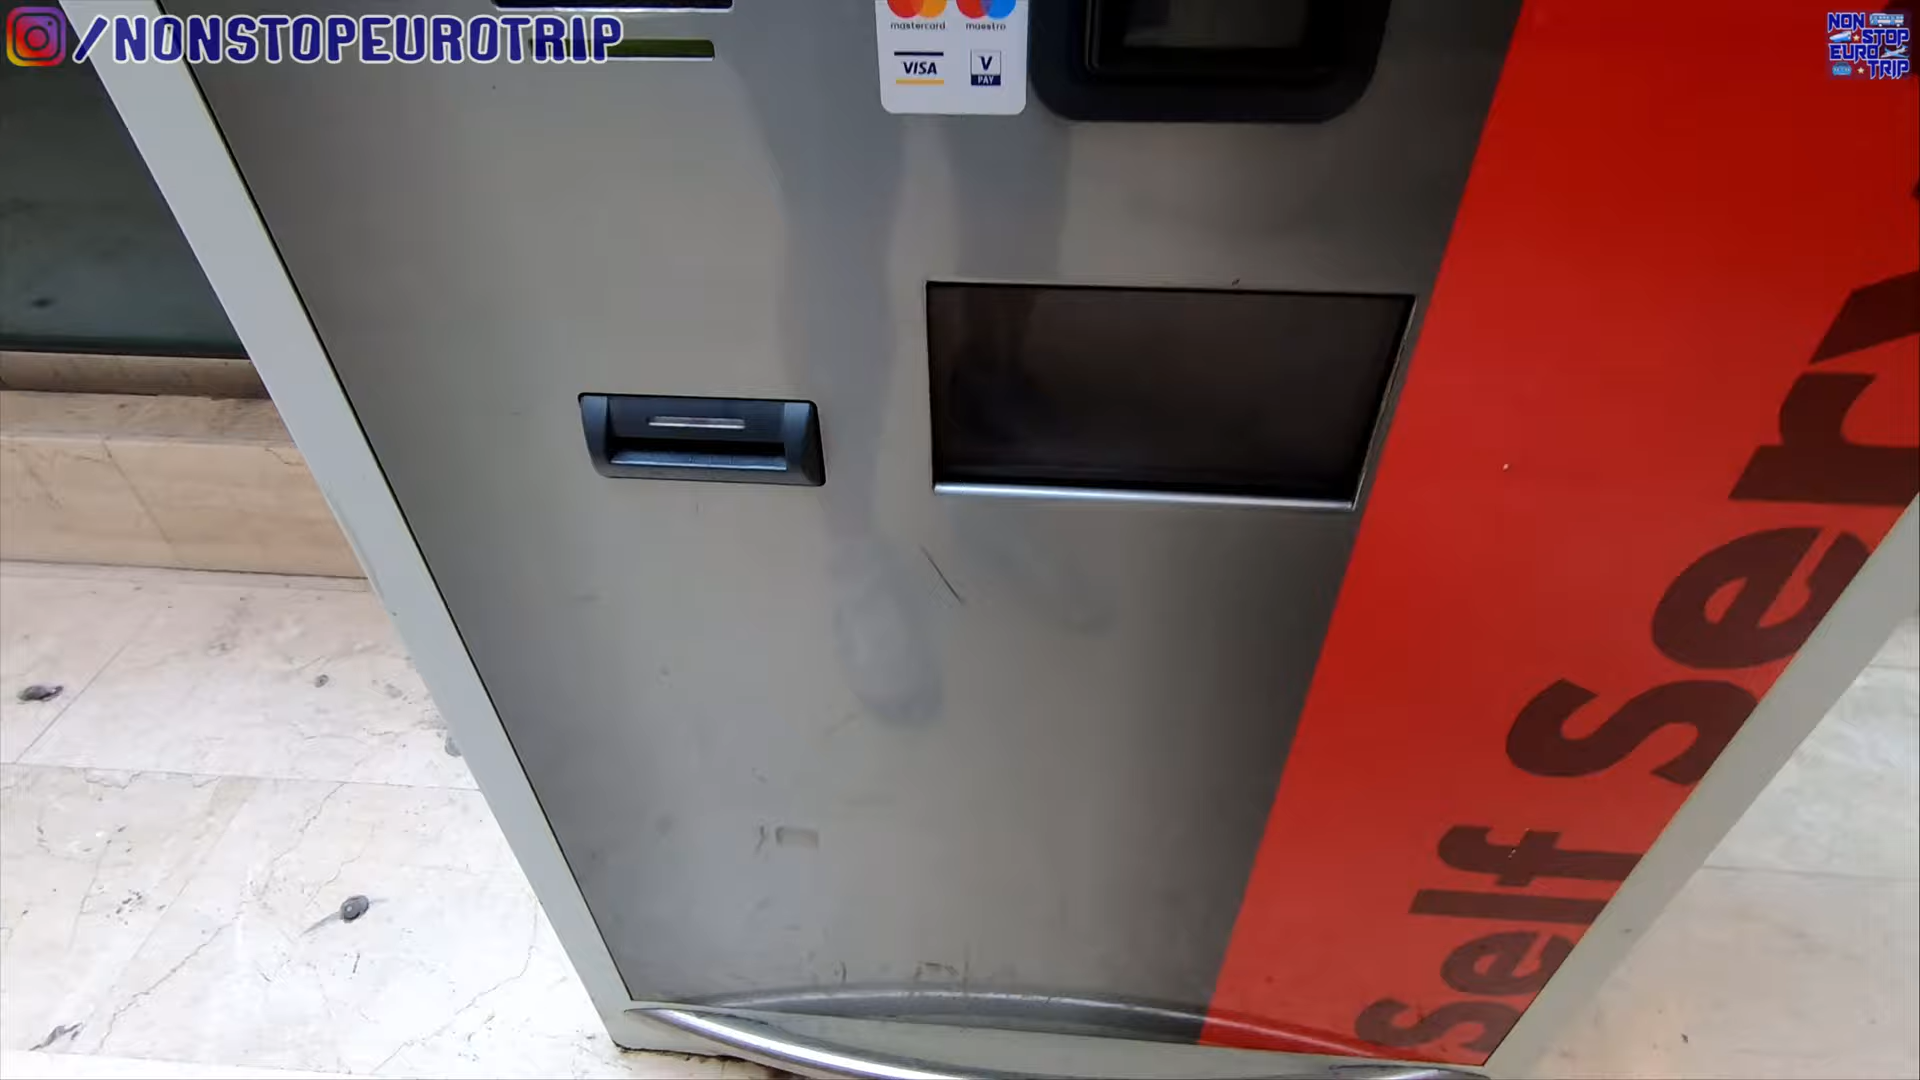 /NONSTOPEUROTRIP
NON
STOP
EURO
TRIP
mastercard maestro
VISA V
PAY
Self Serv